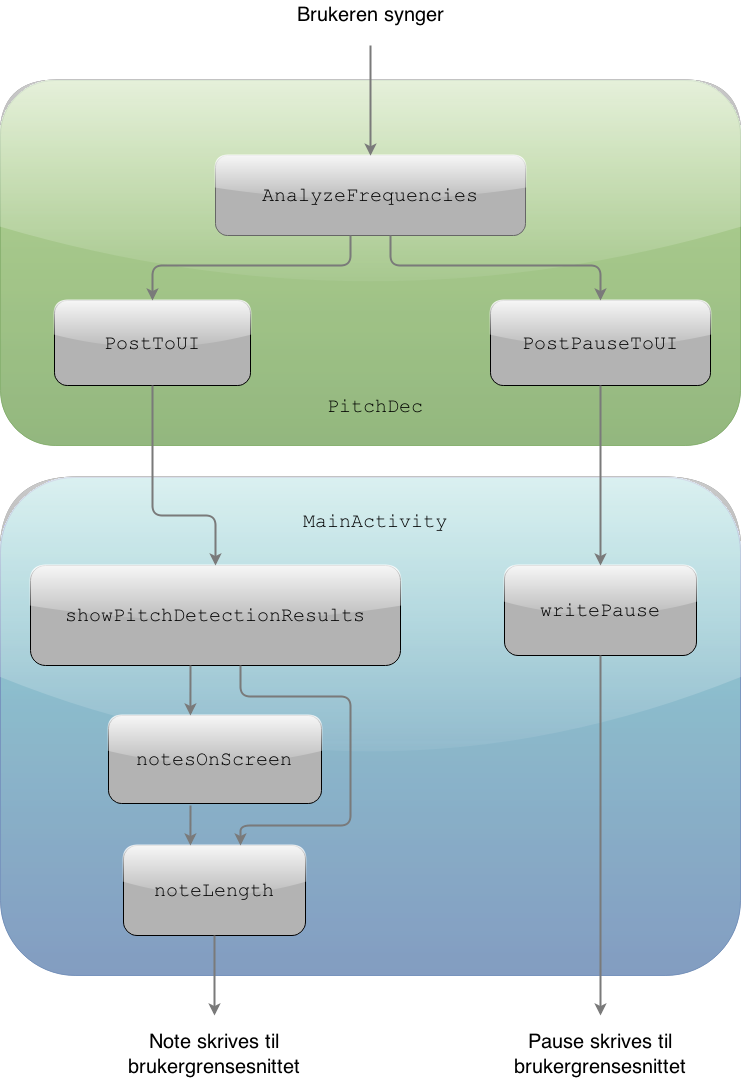 Brukeren synger
AnalyzeFrequencies
PostToUI
PostPauseToUI
PitchDec
MainActivity
showPitchDetectionResults
writePause
notesOnScreen
noteLength
Note skrives til
brukergrensesnittet
Pause skrives til
brukergrensesnittet